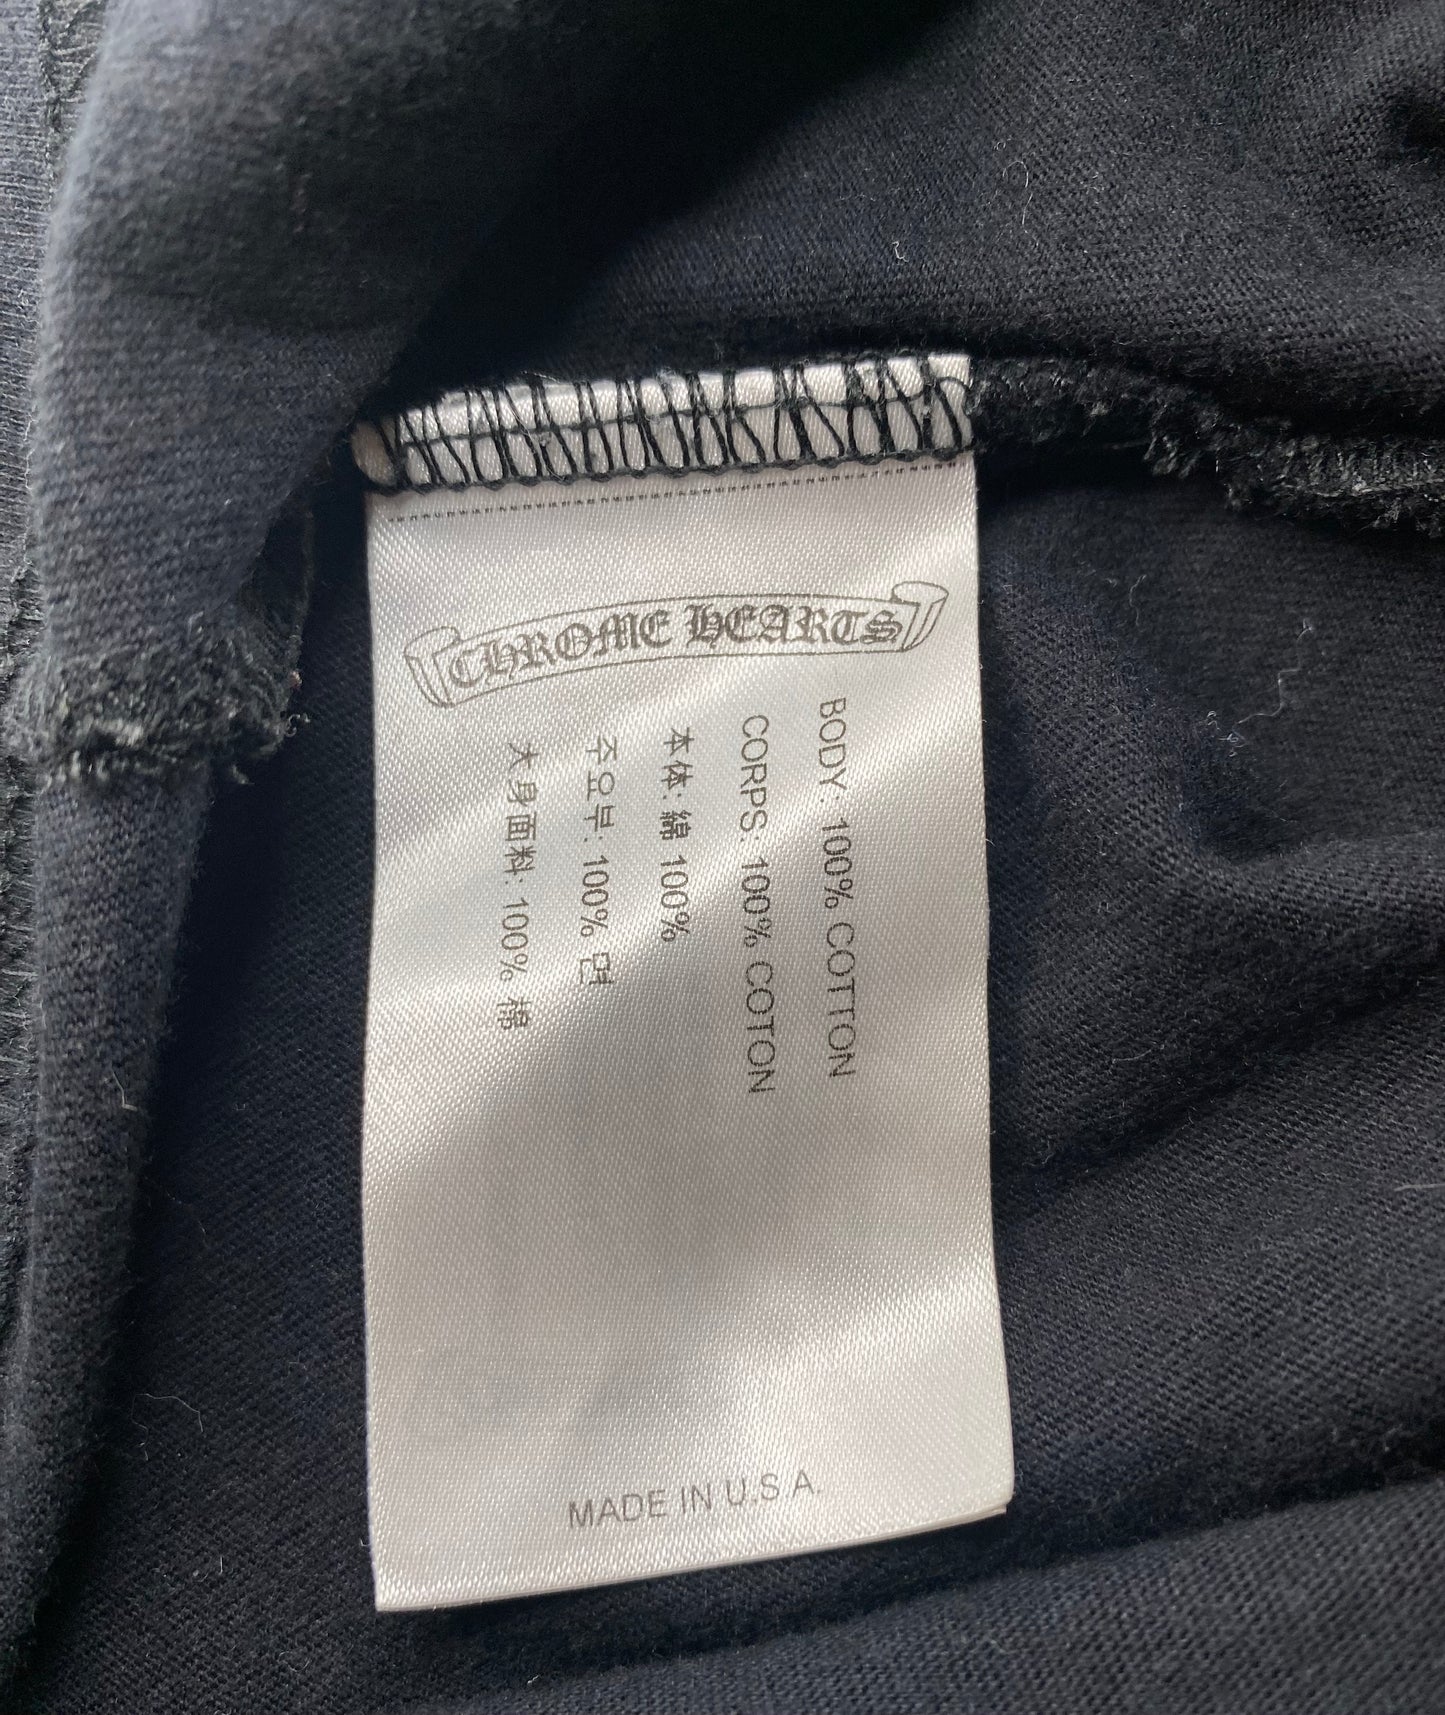 CHROME HEARTS
BODY: 100% COTTON
CORPS: 100% COTON
本体: 綿 100%
주요부: 100% 면
大身面料: 100% 棉
MADE IN U.S.A.